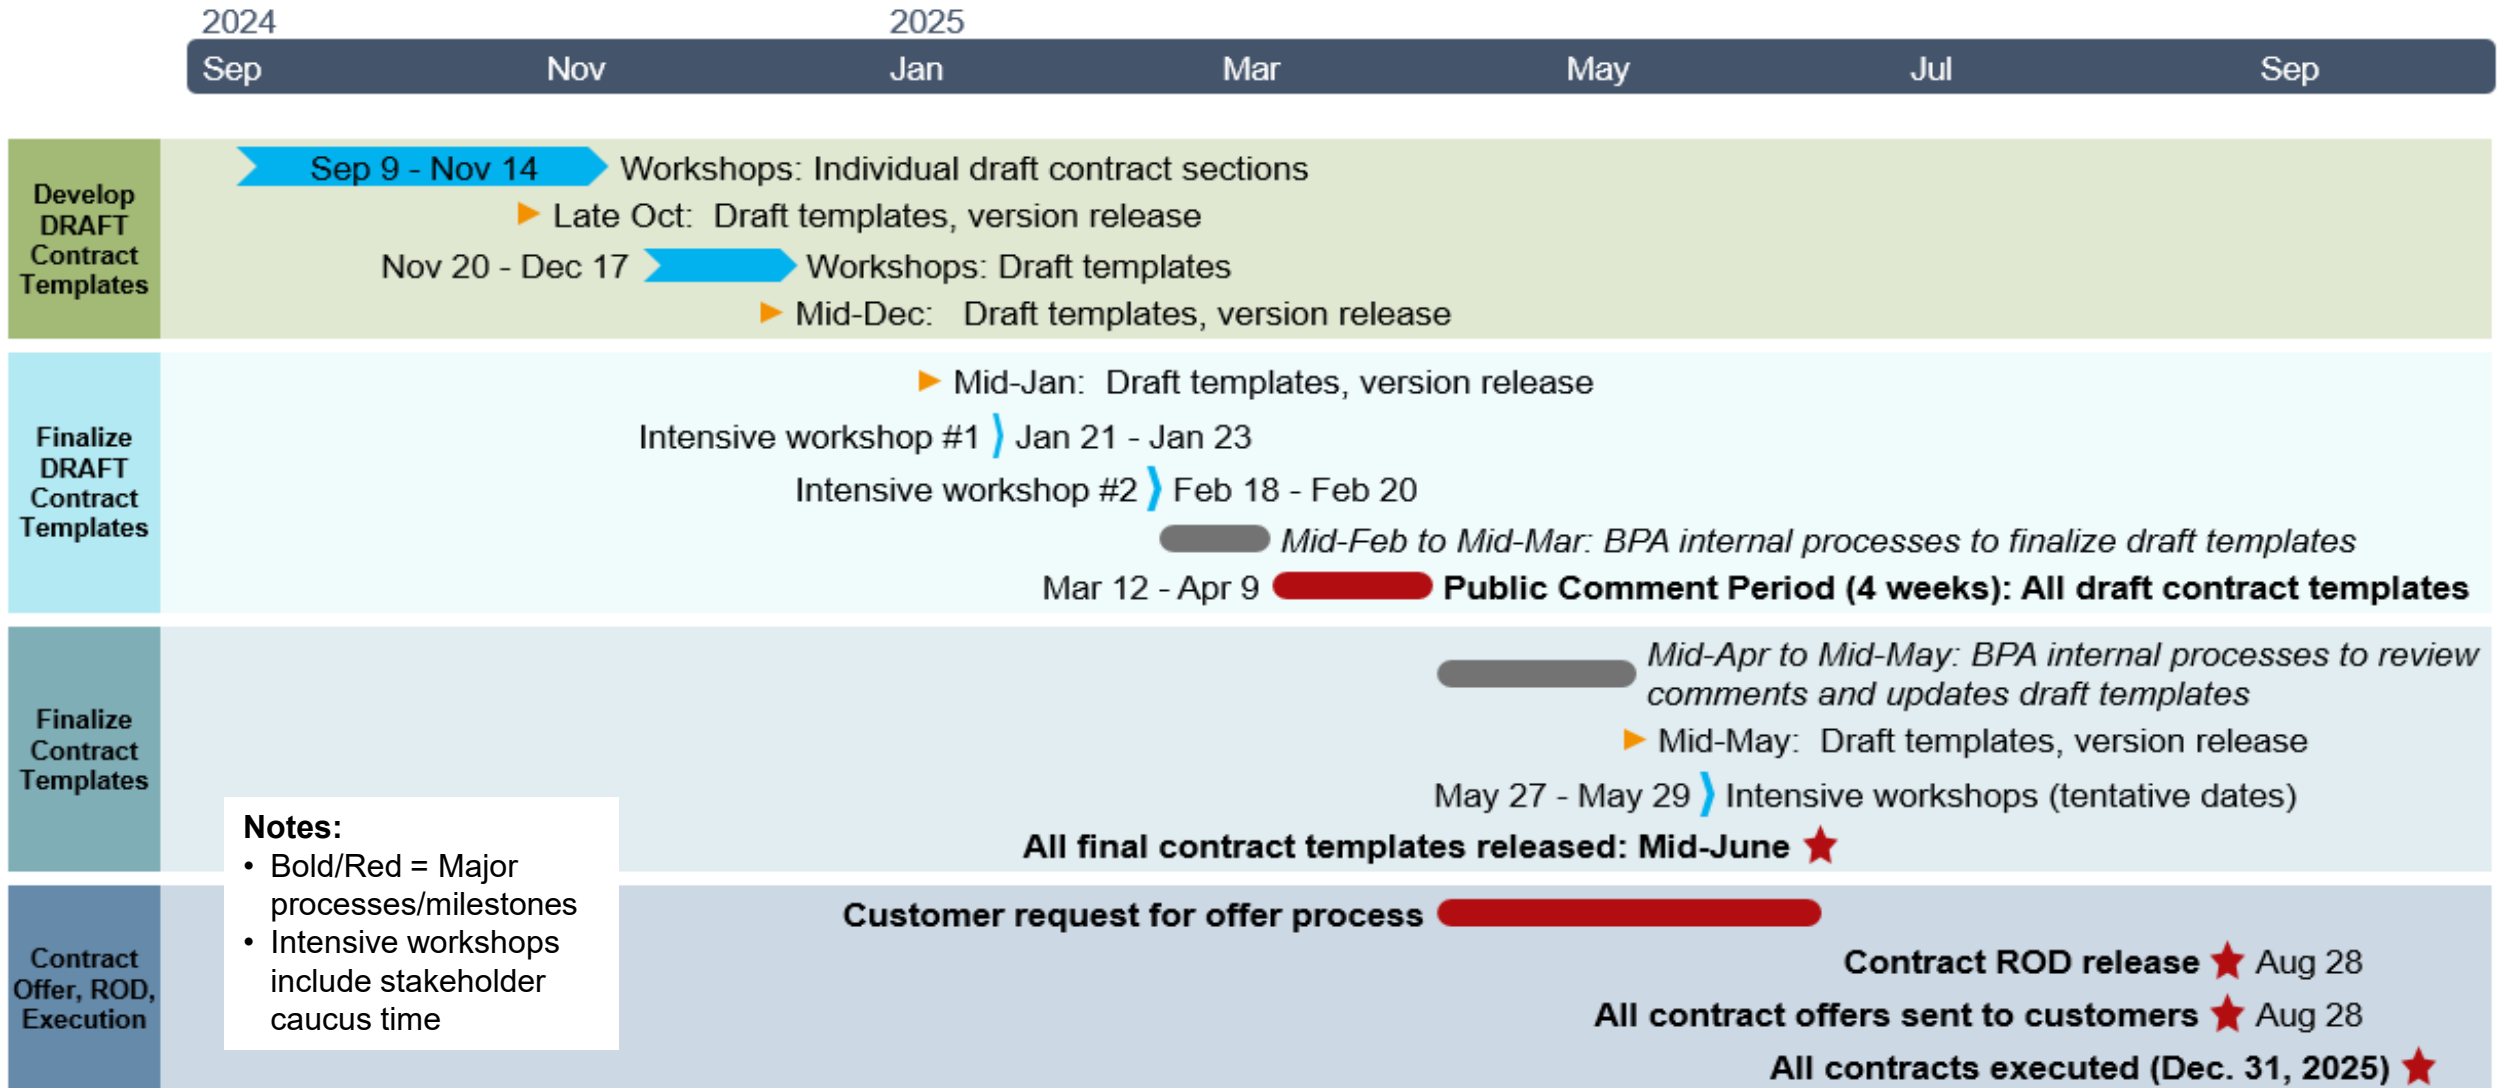 2024 2025
Sep Nov Jan Mar May Jul Sep
Develop
DRAFT
Contract
Templates
Sep 9 - Nov 14 Workshops: Individual draft contract sections
Late Oct: Draft templates, version release
Nov 20 - Dec 17 Workshops: Draft templates
Mid-Dec: Draft templates, version release
Finalize
DRAFT
Contract
Templates
Mid-Jan: Draft templates, version release
Intensive workshop #1 Jan 21 - Jan 23
Intensive workshop #2 Feb 18 - Feb 20
Mid-Feb to Mid-Mar: BPA internal processes to finalize draft templates
Mar 12 - Apr 9 Public Comment Period (4 weeks): All draft contract templates
Finalize
Contract
Templates
Mid-Apr to Mid-May: BPA internal processes to review
comments and updates draft templates
Mid-May: Draft templates, version release
May 27 - May 29 Intensive workshops (tentative dates)
All final contract templates released: Mid-June
Notes:
• Bold/Red = Major
processes/milestones
• Intensive workshops
include stakeholder
caucus time
Contract
Offer, ROD,
Execution
Customer request for offer process
Contract ROD release Aug 28
All contract offers sent to customers Aug 28
All contracts executed (Dec. 31, 2025)